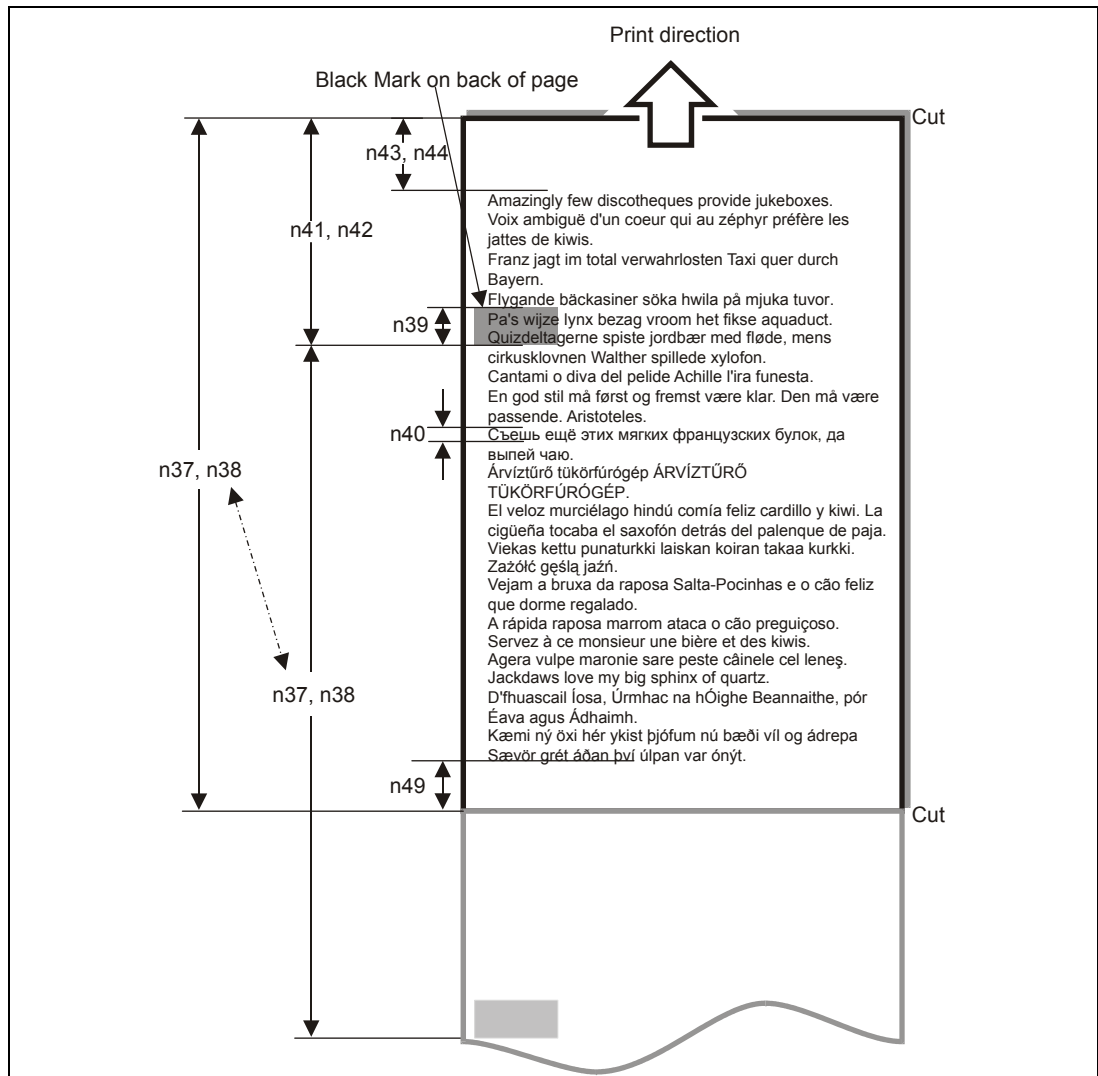 Print direction
Black Mark on back of page
Cut
n43, n44
n41, n42
Amazingly few discotheques provide jukeboxes.
Voix ambiguë d'un coeur qui au zéphyr préfère les
jattes de kiwis.
Franz jagt im total verwahrlosten Taxi quer durch
Bayern.
Flygande bäckasiner söka hwila på mjuka tuvor.
n39
Pa's wijze lynx bezag vroom het fikse aquaduct.
Quizdeltagerne spiste jordbær med fløde, mens
cirkusklovnen Walther spillede xylofon.
Cantami o diva del pelide Achille l'ira funesta.
En god stil må først og fremst være klar. Den må være
passende. Aristoteles.
n40
Съешь ещё этих мягких французских булок, да
выпей чаю.
n37, n38
Árvíztűrő tükörfúrógép ÁRVÍZTŰRŐ
TÜKÖRFÚRÓGÉP.
El veloz murciélago hindú comía feliz cardillo y kiwi. La
cigüeña tocaba el saxofón detrás del palenque de paja.
Viekas kettu punaturkki laiskan koiran takaa kurkki.
Zażółć gęślą jaźń.
Vejam a bruxa da raposa Salta-Pocinhas e o cão feliz
que dorme regalado.
A rápida raposa marrom ataca o cão preguiçoso.
Servez à ce monsieur une bière et des kiwis.
Agera vulpe maronie sare peste câinele cel leneş.
Jackdaws love my big sphinx of quartz.
n37, n38
D'fhuascail Íosa, Úrmhac na hÓighe Beannaithe, pór
Éava agus Ádhaimh.
Kæmi ný öxi hér ykist þjófum nú bæði víl og ádrepa
Sævör grét áðan því úlpan var ónýt.
n49
Cut